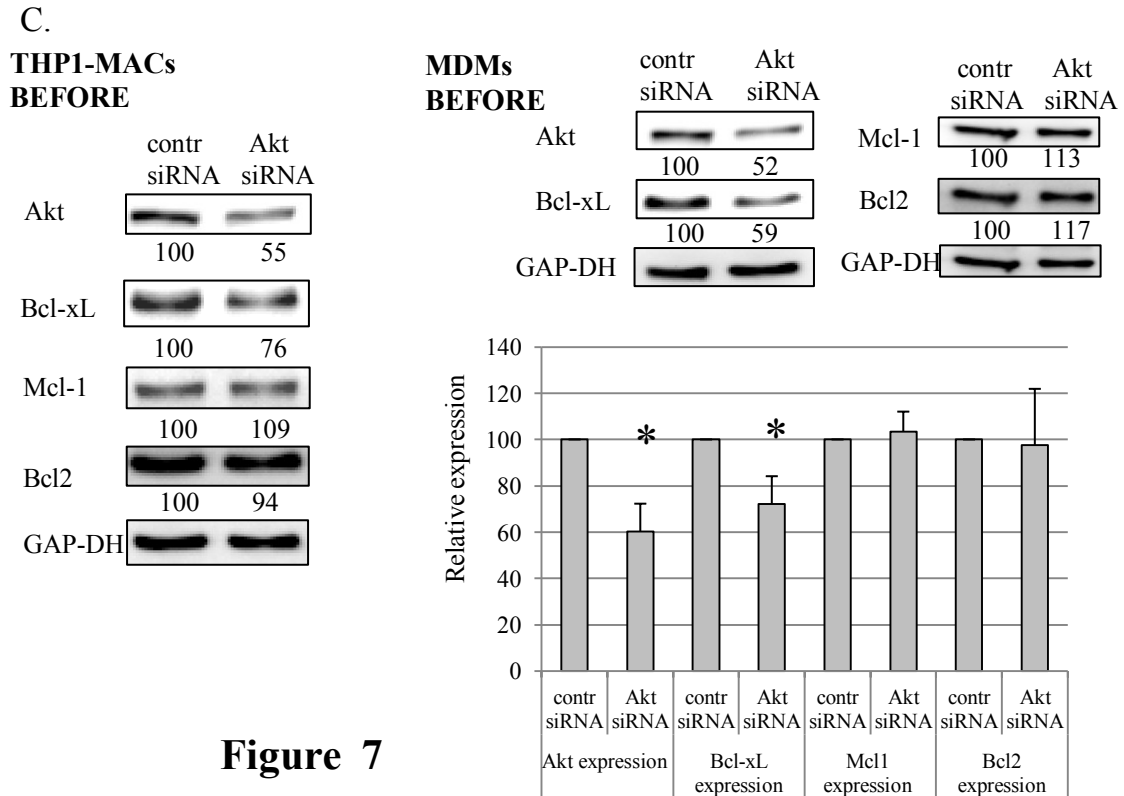 C.
THP1-MACs
BEFORE
contr Akt
siRNA siRNA
Akt
100 55
Bcl-xL
100 76
Mcl-1
100 109
Bcl2
100 94
GAP-DH
MDMs
BEFORE
contr Akt
siRNA siRNA
Akt
100 52
Bcl-xL
100 59
GAP-DH
contr Akt
siRNA siRNA
Mcl-1
100 113
Bcl2
100 117
GAP-DH
Relative expression
140
120
100
80
60
40
20
0
* *
contr Akt contr Akt contr Akt contr Akt
siRNA siRNA siRNA siRNA siRNA siRNA siRNA siRNA
Akt expression Bcl-xL Mcl1 Bcl2
expression expression expression
Figure 7